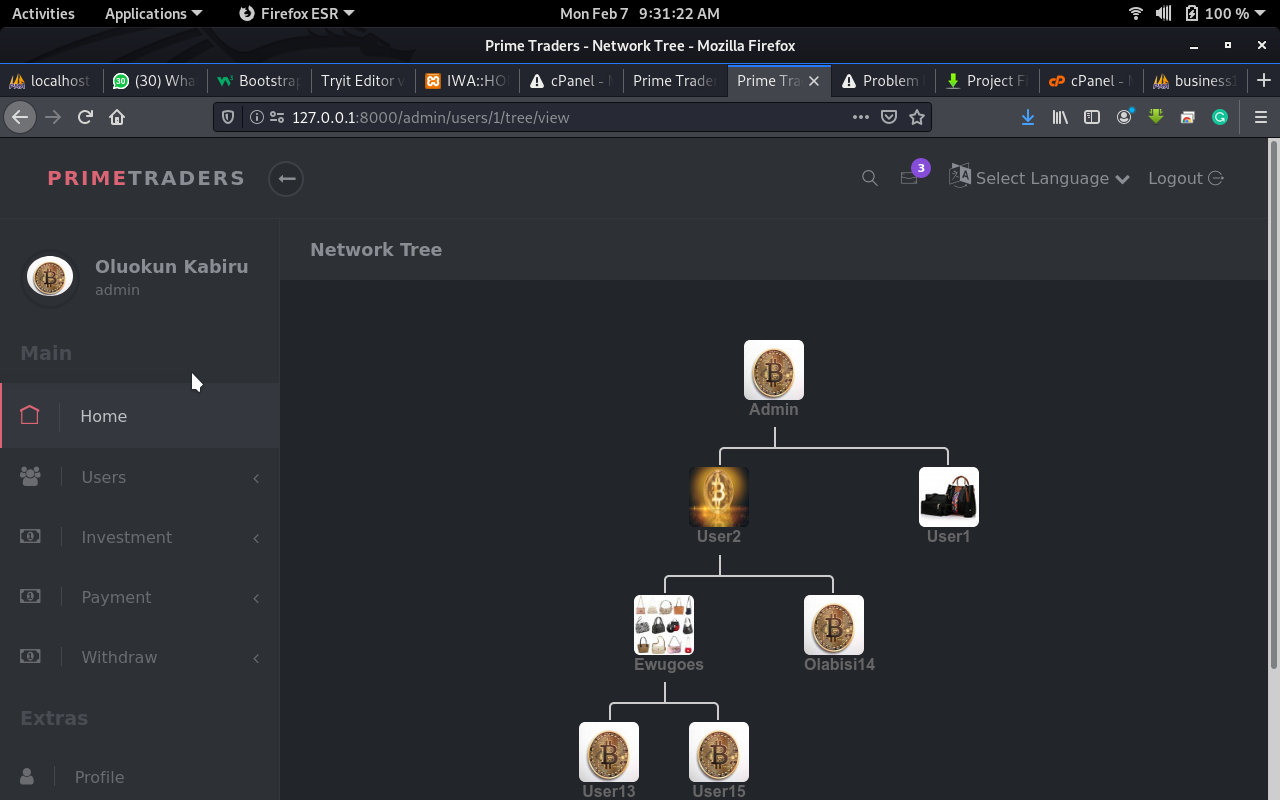 Activities Applications Firefox ESR Mon Feb 7 9:31:22 AM 100 %
Prime Traders - Network Tree - Mozilla Firefox
localhost (30) Wha Bootstrap Tryit Editor v IWA::HO cPanel - Prime Trader Prime Tra Problem Project Fi cPanel - business1
127.0.0.1:8000/admin/users/1/tree/view
PRIMETRADERS 3 Select Language Logout
Network Tree
Oluokun Kabiru
admin
Main
Home
Users
Investment
Payment
Withdraw
Extras
Profile
Admin
User2 User1
Ewugoes Olabisi14
User13 User15